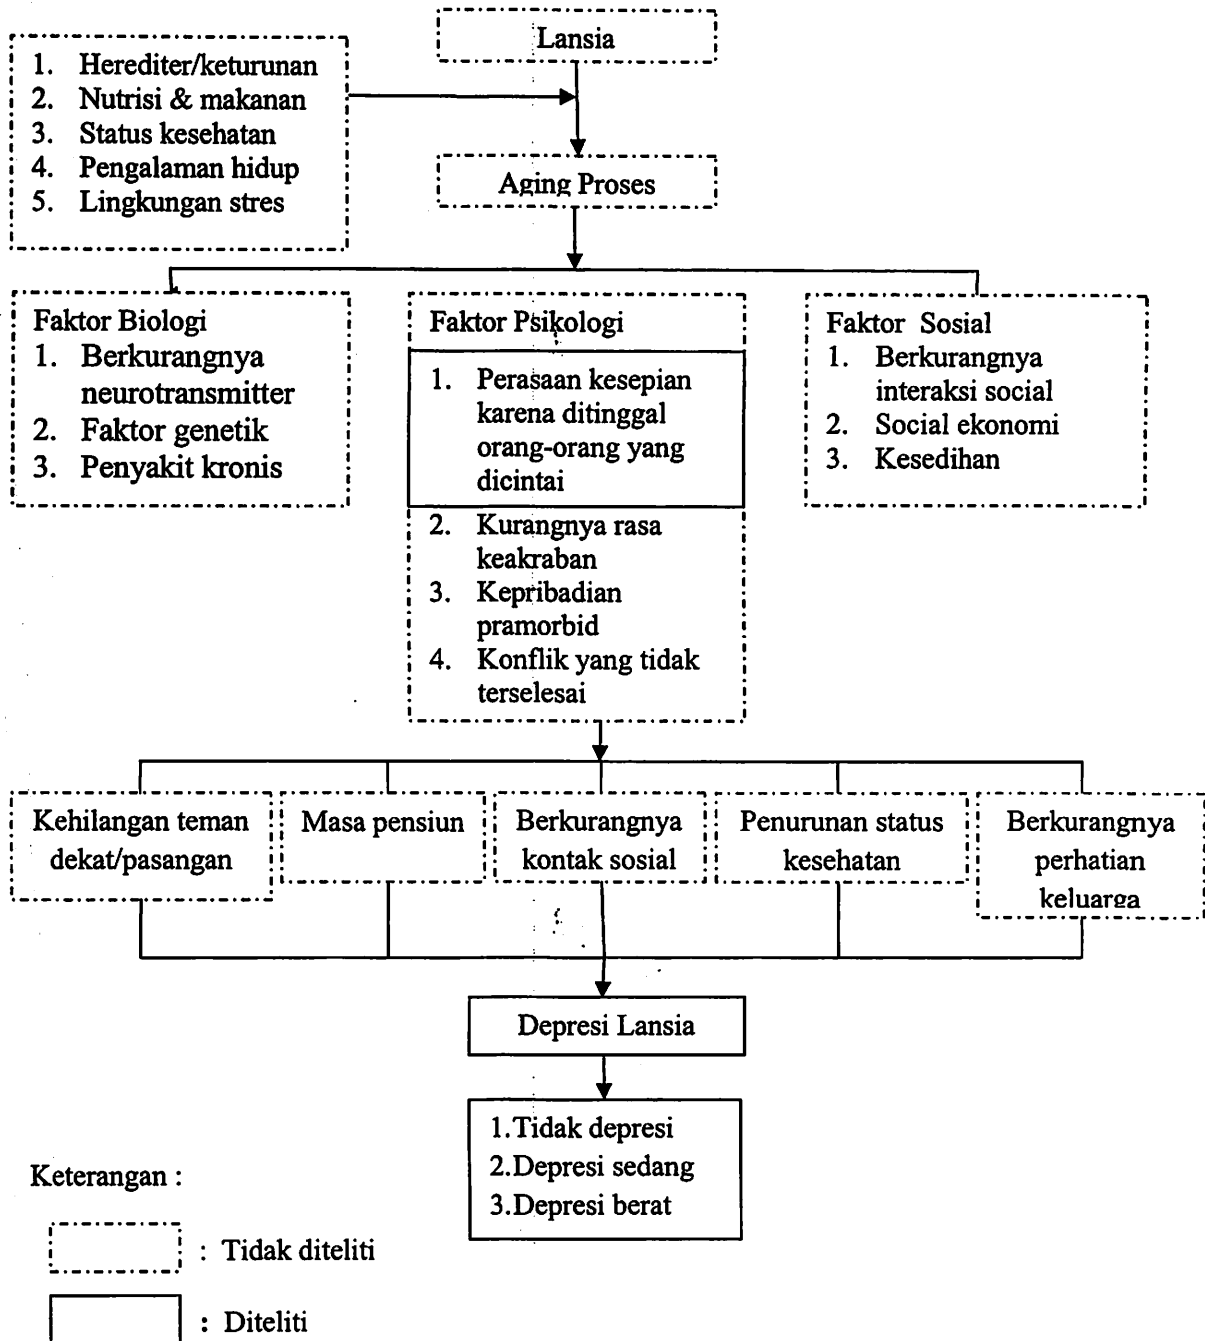 Lansia
1. Herediter/keturunan
2. Nutrisi & makanan
3. Status kesehatan
4. Pengalaman hidup
5. Lingkungan stres
Aging Proses
Faktor Biologi
1. Berkurangnya
neurotransmitter
2. Faktor genetik
3. Penyakit kronis
Faktor Psikologi
1. Perasaan kesepian
karena ditinggal
orang-orang yang
dicintai
2. Kurangnya rasa
keakraban
3. Kepribadian
pramorbid
4. Konflik yang tidak
terselesai
Faktor Sosial
1. Berkurangnya
interaksi social
2. Social ekonomi
3. Kesedihan
Kehilangan teman
dekat/pasangan
Masa pensiun
Berkurangnya
kontak sosial
Penurunan status
kesehatan
Berkurangnya
perhatian
keluarga
Depresi Lansia
1.Tidak depresi
2.Depresi sedang
3.Depresi berat
Keterangan :
: Tidak diteliti
: Diteliti